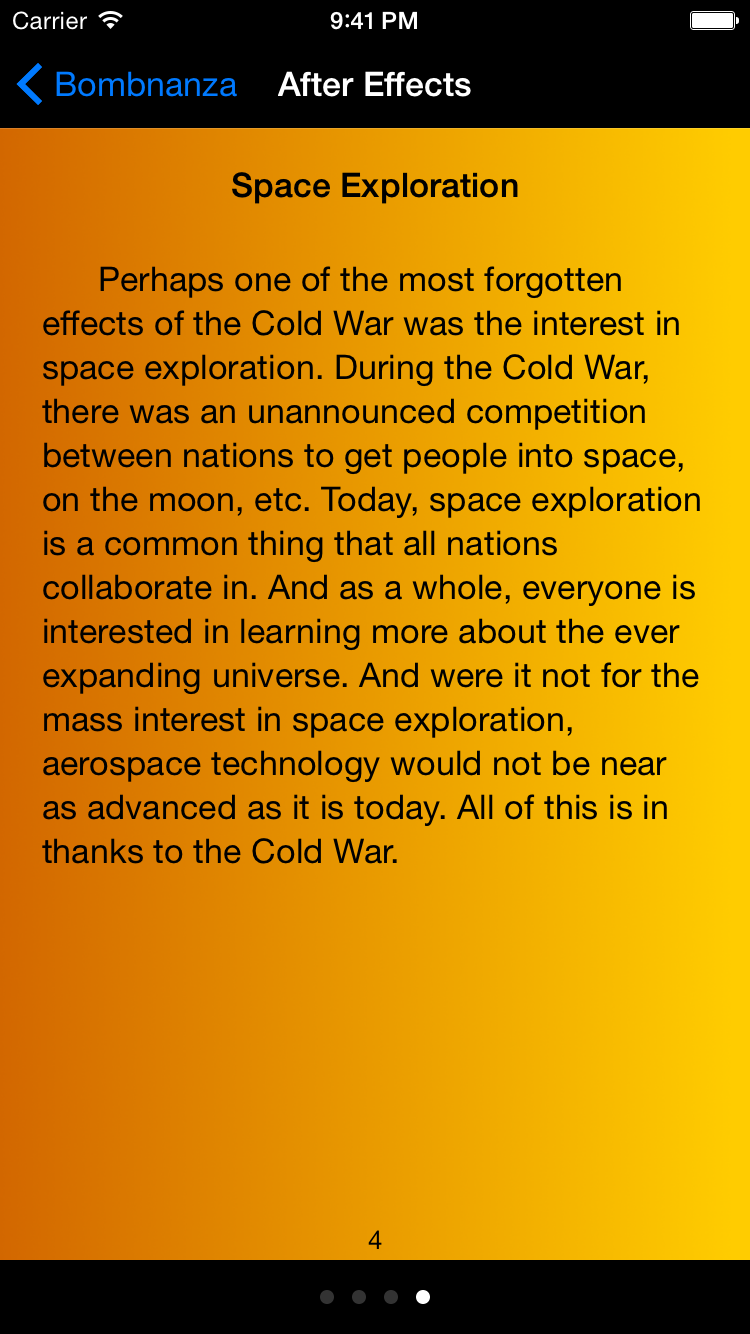 Carrier 9:41 PM
Bombnanza After Effects
Space Exploration
Perhaps one of the most forgotten
effects of the Cold War was the interest in
space exploration. During the Cold War,
there was an unannounced competition
between nations to get people into space,
on the moon, etc. Today, space exploration
is a common thing that all nations
collaborate in. And as a whole, everyone is
interested in learning more about the ever
expanding universe. And were it not for the
mass interest in space exploration,
aerospace technology would not be near
as advanced as it is today. All of this is in
thanks to the Cold War.
4